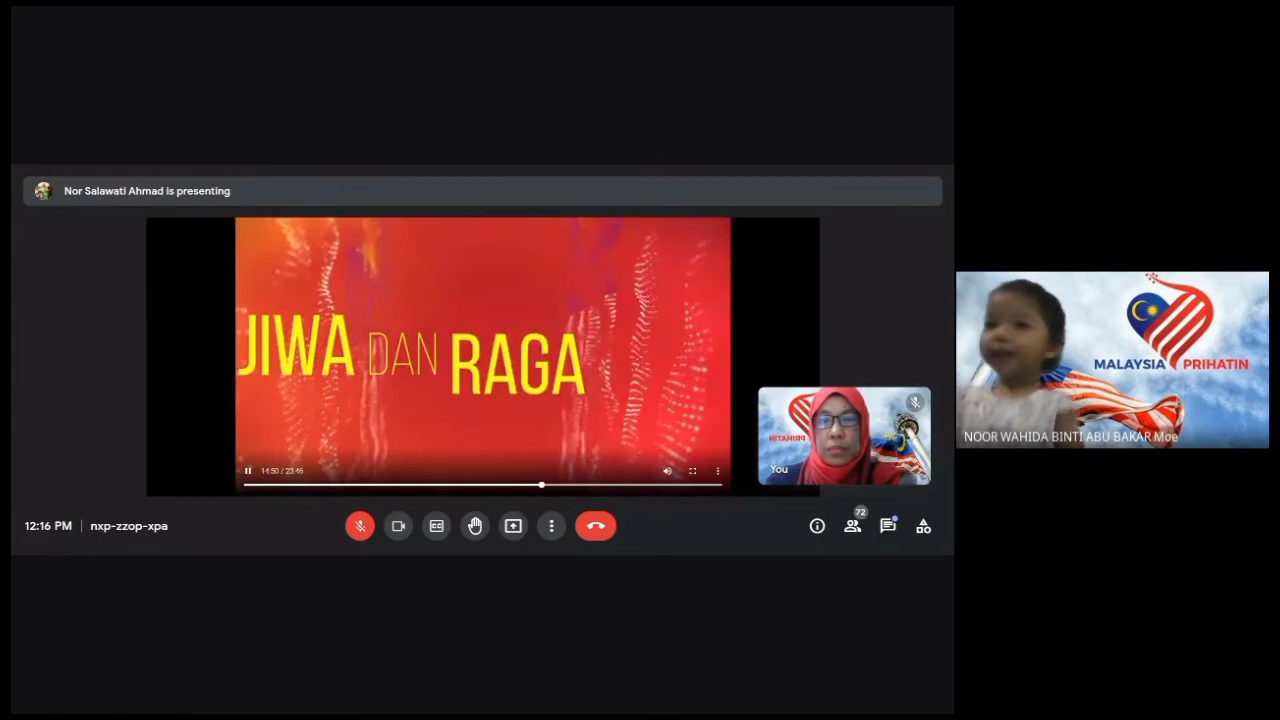 Nor Salawati Ahmad is presenting
JIWA DAN RAGA
14:50 / 23:46
PRIHATIN
You
MALAYSIA PRIHATIN
NOOR WAHIDA BINTI ABU BAKAR Moe
12:16 PM | nxp-zzop-xpa
CC
72